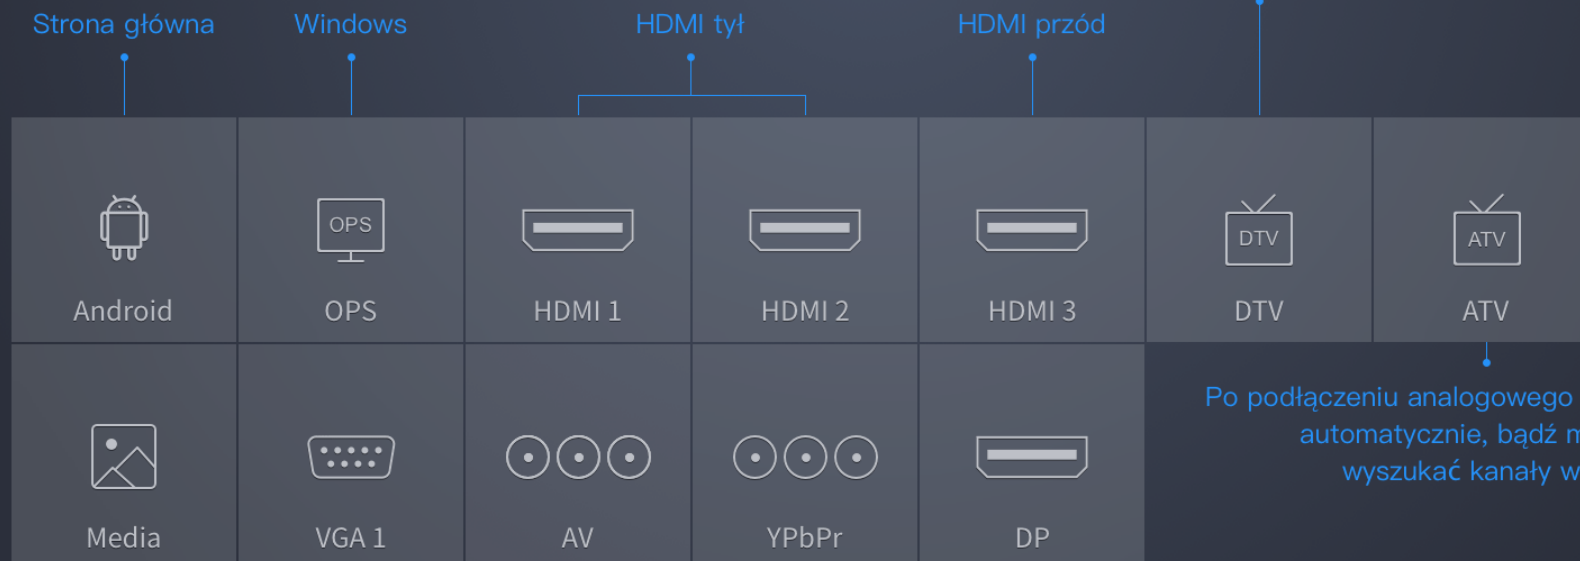 Strona główna Windows HDMI tył HDMI przód
OPS DTV ATV
Android OPS HDMI 1 HDMI 2 HDMI 3 DTV ATV
Po podłączeniu analogowego
automatycznie, bądź
wyszukać kanały w
Media VGA 1 AV YPbPr DP